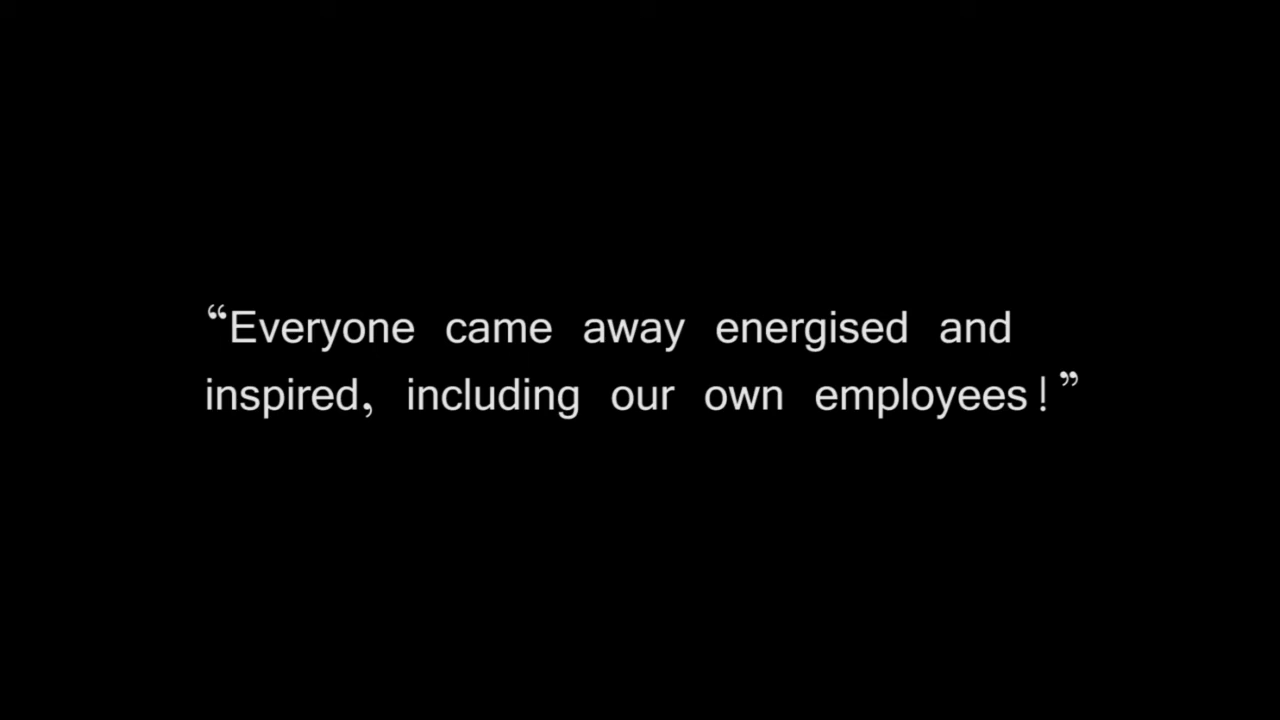 “Everyone came away energised and
inspired, including our own employees!”